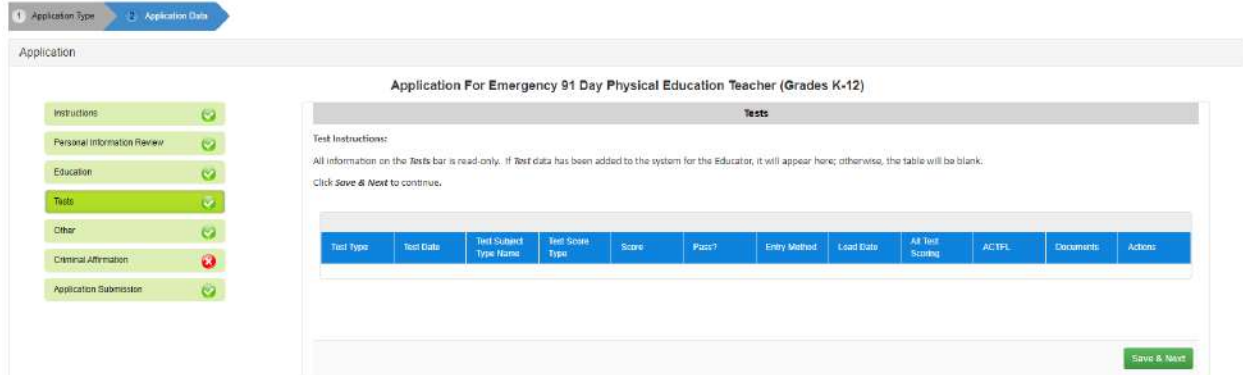 1 Application Type 2 Application Data
Application
Application For Emergency 91 Day Physical Education Teacher (Grades K-12)
Instructions
Personal Information Review
Education
Tests
Other
Criminal Affirmation
Application Submission
Tests
Test Instructions:
All information on the Tests bar is read-only. If Test data has been added to the system for the Educator, it will appear here; otherwise, the table will be blank.
Click Save & Next to continue.
Test Type Test Date Test Subject Type Name Test Score Type Score Pass? Entry Method Load Date Alt Test Scoring ACTFL Documents Actions
Save & Next